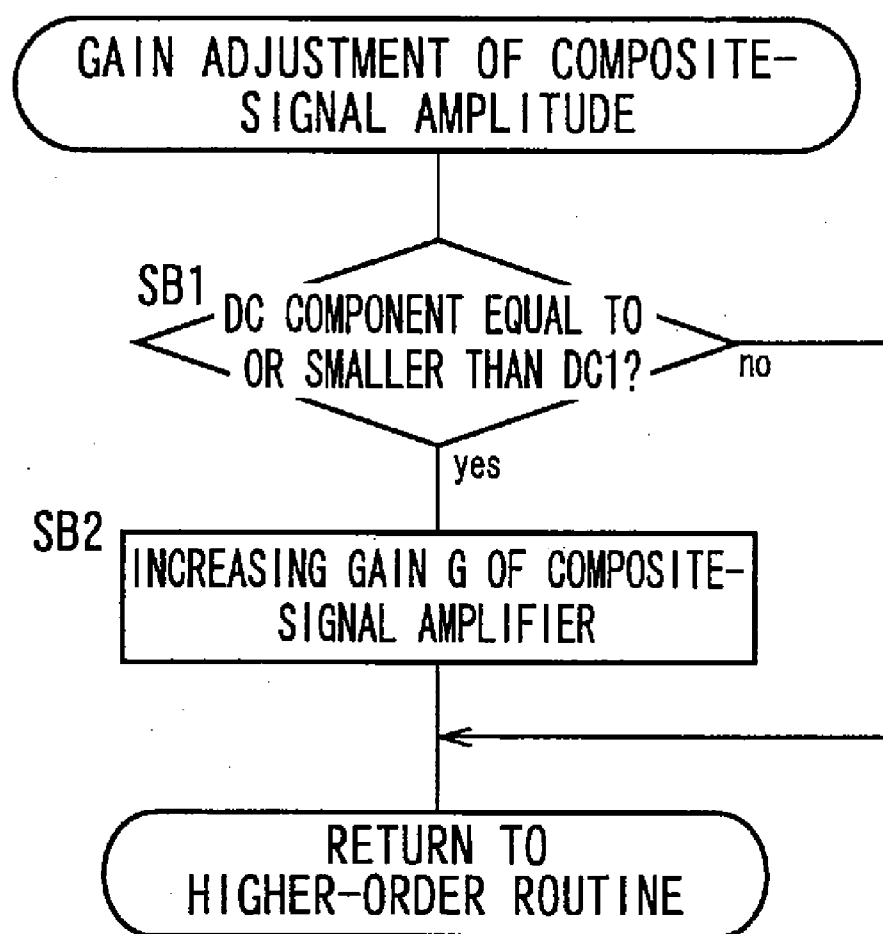 GAIN ADJUSTMENT OF COMPOSITE-
SIGNAL AMPLITUDE
SB1
DC COMPONENT EQUAL TO
OR SMALLER THAN DC1?
no
yes
SB2
INCREASING GAIN G OF COMPOSITE-
SIGNAL AMPLIFIER
RETURN TO
HIGHER-ORDER ROUTINE